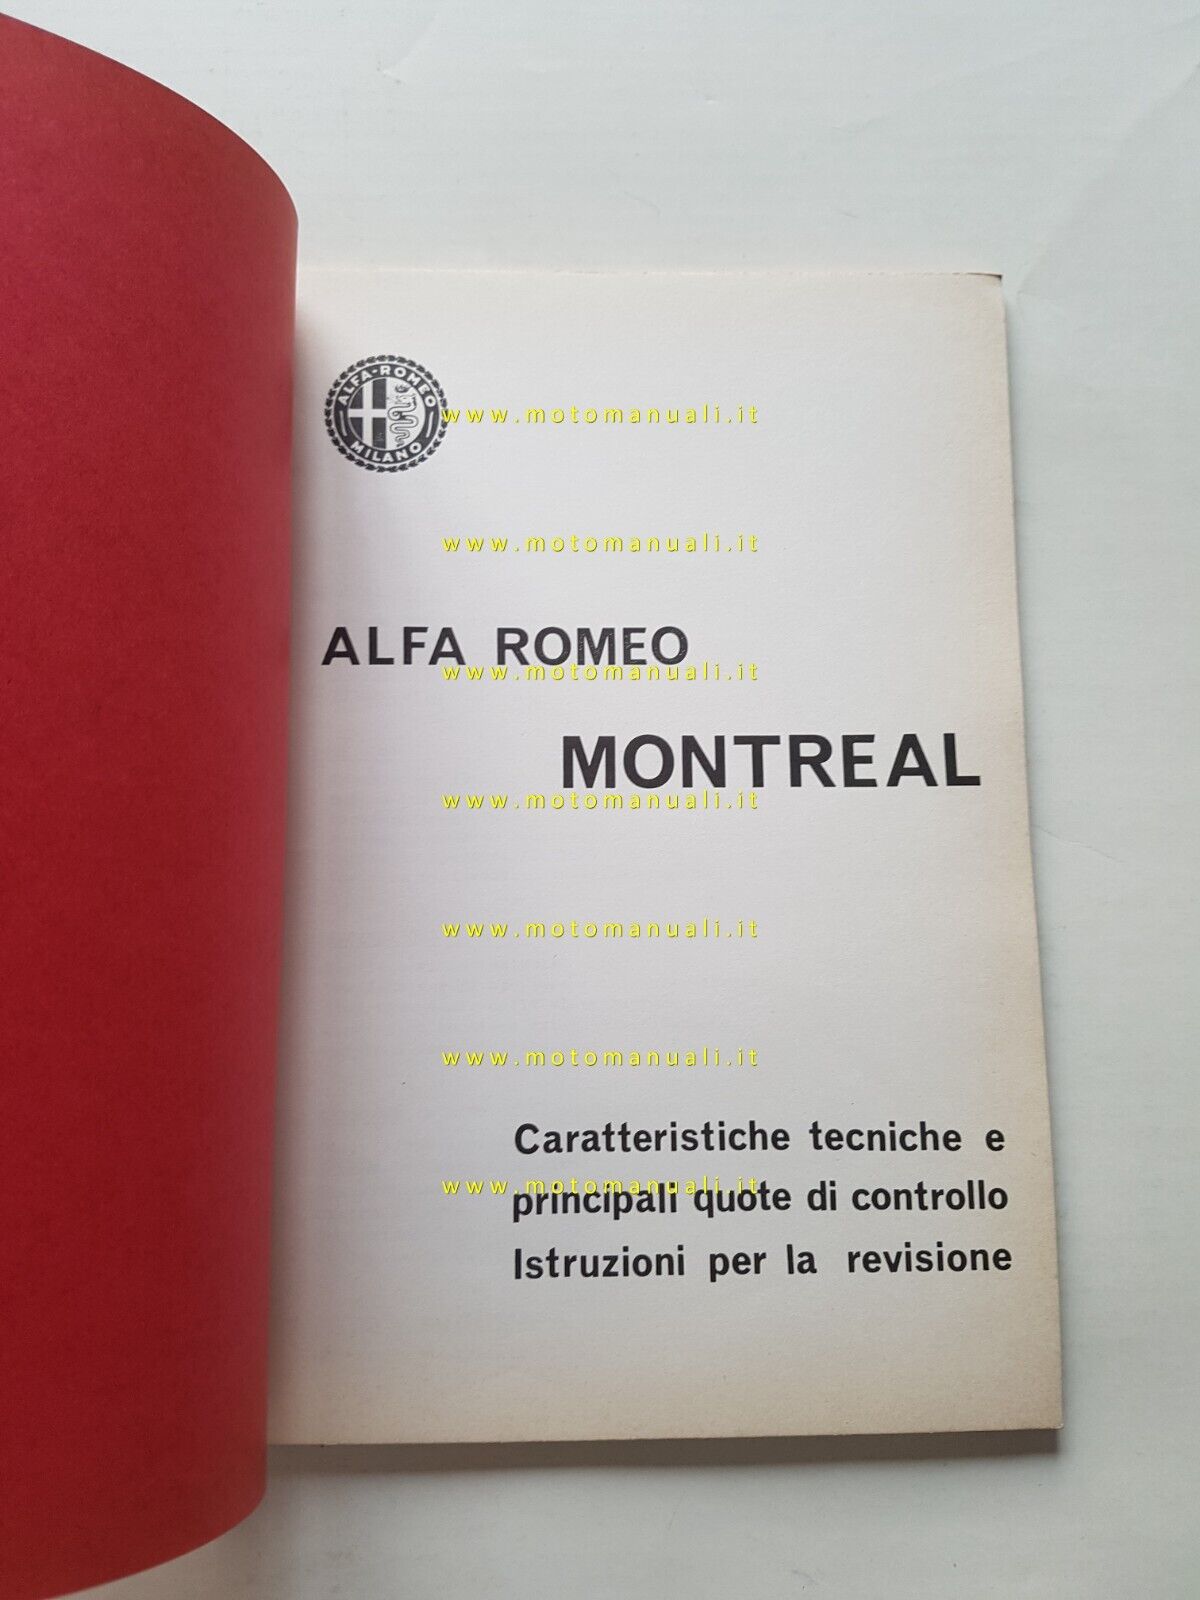 ALFA-ROMEO
MILANO
www.motomanuali.it
www.motomanuali.it
ALFA ROMEO
www.motomanuali.it
MONTREAL
www.motomanuali.it
www.motomanuali.it
www.motomanuali.it
Caratteristiche tecniche e
www.motomanuali.it
principali quote di controllo
Istruzioni per la revisione